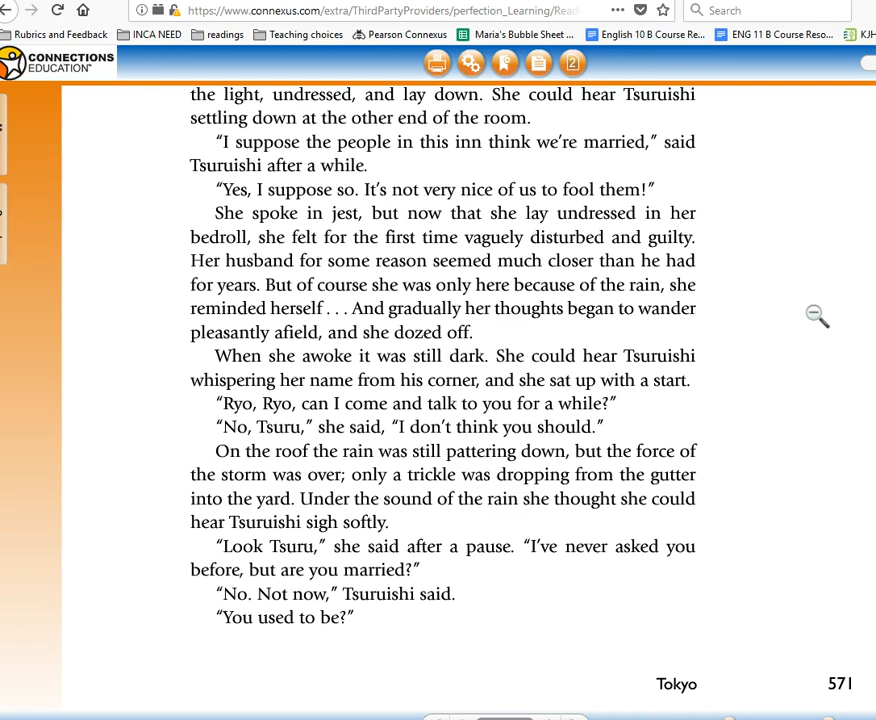 https://www.connexus.com/extra/ThirdPartyProviders/perfection_Learning/Rea
Search
Rubrics and Feedback
INCA NEED
readings
Teaching choices
Pearson Connexus
Maria's Bubble Sheet ...
English 10 B Course Re...
ENG 11 B Course Reso...
KJH
CONNECTIONS
EDUCATION™
2
the light, undressed, and lay down. She could hear Tsuruishi
settling down at the other end of the room.
“I suppose the people in this inn think we’re married,” said
Tsuruishi after a while.
“Yes, I suppose so. It’s not very nice of us to fool them!”
She spoke in jest, but now that she lay undressed in her
bedroll, she felt for the first time vaguely disturbed and guilty.
Her husband for some reason seemed much closer than he had
for years. But of course she was only here because of the rain, she
reminded herself . . . And gradually her thoughts began to wander
pleasantly afield, and she dozed off.
When she awoke it was still dark. She could hear Tsuruishi
whispering her name from his corner, and she sat up with a start.
“Ryo, Ryo, can I come and talk to you for a while?”
“No, Tsuru,” she said, “I don’t think you should.”
On the roof the rain was still pattering down, but the force of
the storm was over; only a trickle was dropping from the gutter
into the yard. Under the sound of the rain she thought she could
hear Tsuruishi sigh softly.
“Look Tsuru,” she said after a pause. “I’ve never asked you
before, but are you married?”
“No. Not now,” Tsuruishi said.
“You used to be?”
Tokyo 571